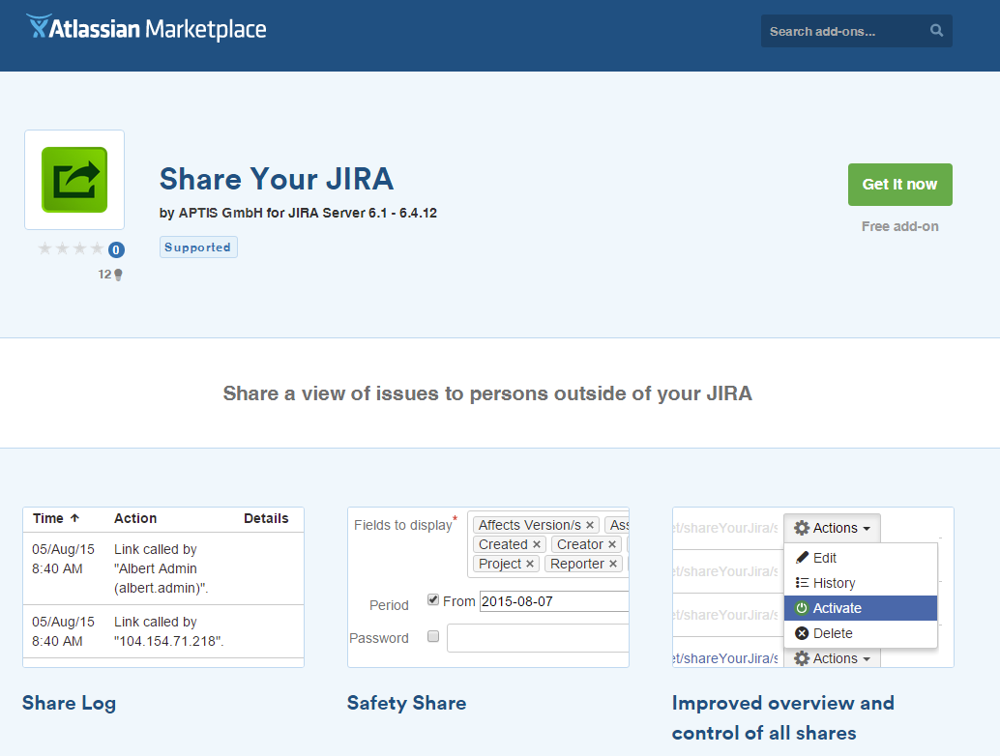 Atlassian Marketplace
Search add-ons...
Share Your JIRA
by APTIS GmbH for JIRA Server 6.1 - 6.4.12
Supported
0
12
Get it now
Free add-on
Share a view of issues to persons outside of your JIRA
Time Action Details
05/Aug/15 Link called by
8:40 AM "Albert Admin
(albert.admin)".
05/Aug/15 Link called by
8:40 AM "104.154.71.218".
Fields to display* Affects Version/s × Ass
Created × Creator ×
Project × Reporter ×
Period From 2015-08-07
Password
et/shareYourJira/s Actions
Edit
et/shareYourJira/s
History
et/shareYourJira/s Activate
Delete
et/shareYourJira/s Actions
Share Log
Safety Share
Improved overview and
control of all shares